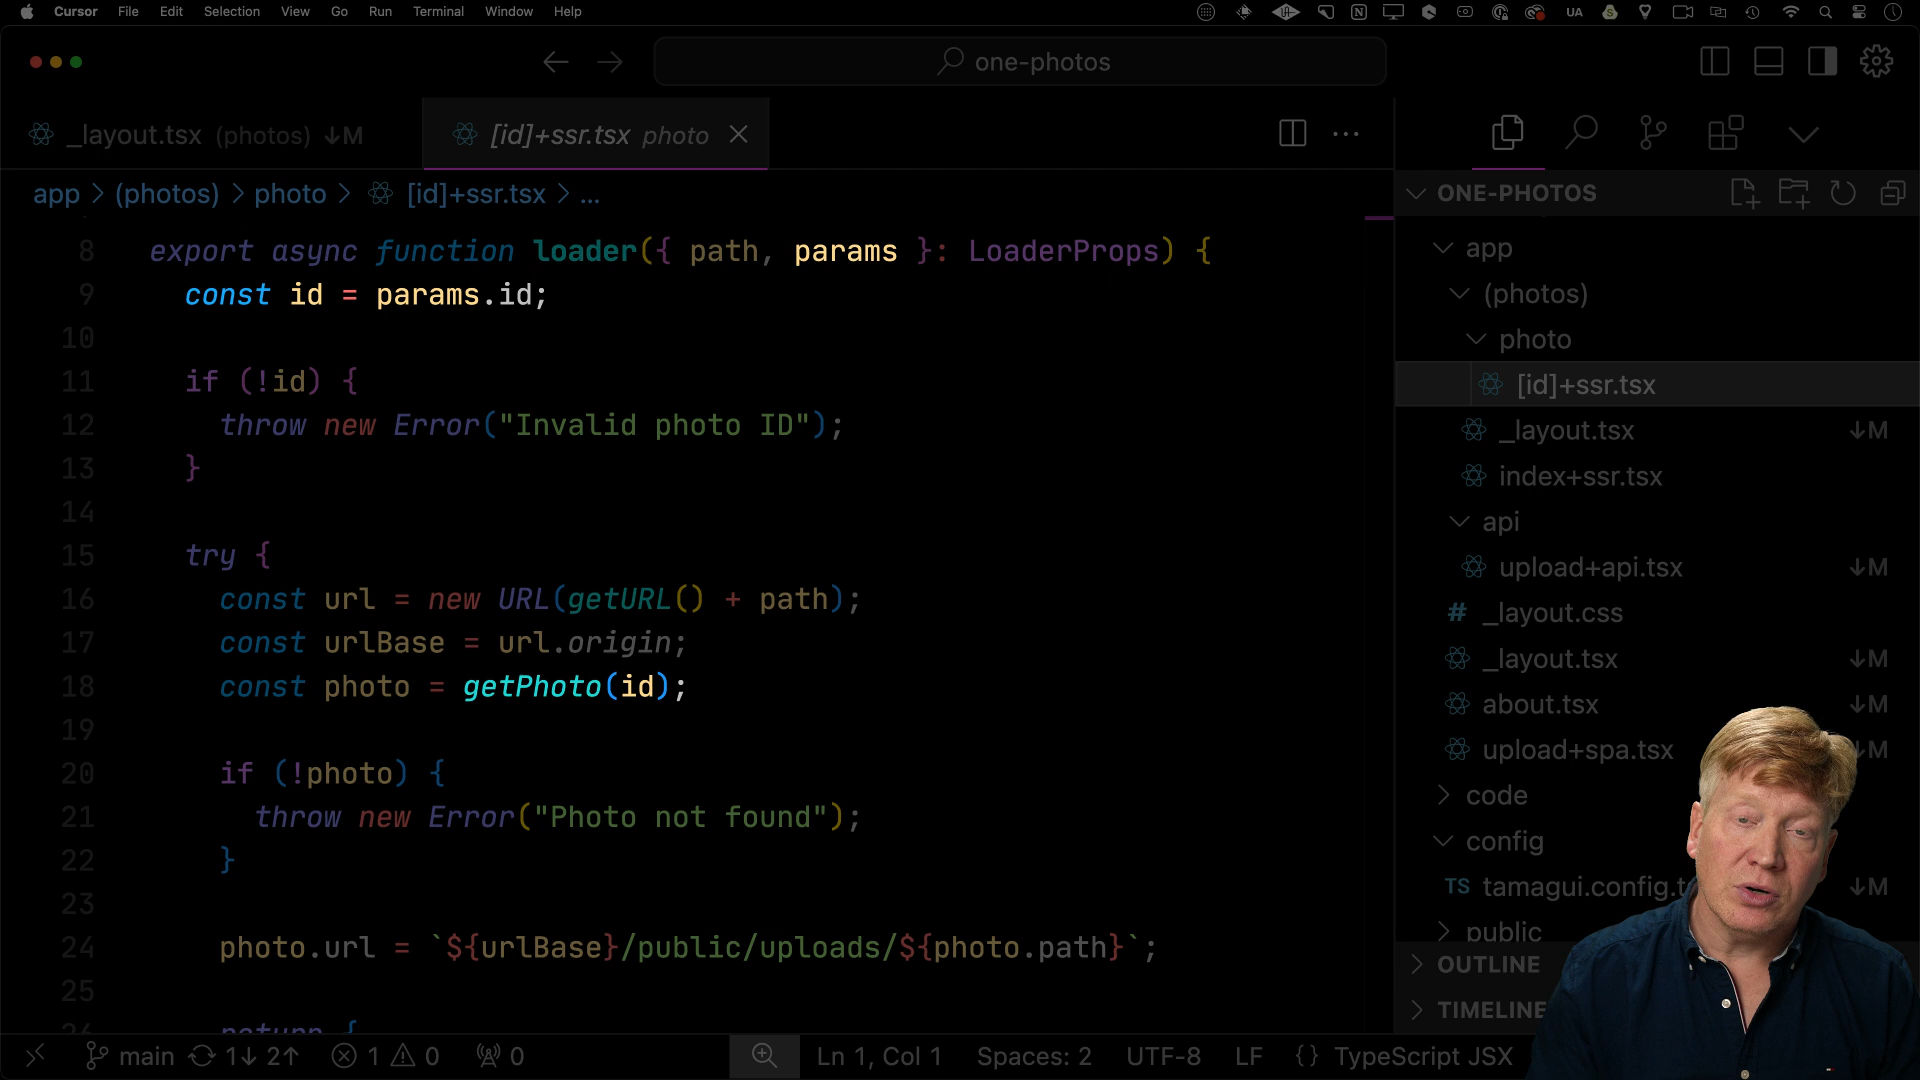 Cursor File Edit Selection View Go Run Terminal Window Help UA
one-photos
_layout.tsx (photos) ↓M
[id]+ssr.tsx photo
app > (photos) > photo > [id]+ssr.tsx > ...
8 export async function loader({ path, params }: LoaderProps) {
9 const id = params.id;
10
11 if (!id) {
12 throw new Error("Invalid photo ID");
13 }
14
15 try {
16 const url = new URL(getURL() + path);
17 const urlBase = url.origin;
18 const photo = getPhoto(id);
19
20 if (!photo) {
21 throw new Error("Photo not found");
22 }
23
24 photo.url = `${urlBase}/public/uploads/${photo.path}`;
25
26 return {
ONE-PHOTOS
app
(photos)
photo
[id]+ssr.tsx
_layout.tsx ↓M
index+ssr.tsx
api
upload+api.tsx ↓M
# _layout.css
_layout.tsx ↓M
about.tsx ↓M
upload+spa.tsx ↓M
code
config
TS tamagui.config.t ↓M
public
OUTLINE
TIMELINE
main 1↓ 2↑ 1 0 0
Ln 1, Col 1 Spaces: 2 UTF-8 LF {} TypeScript JSX